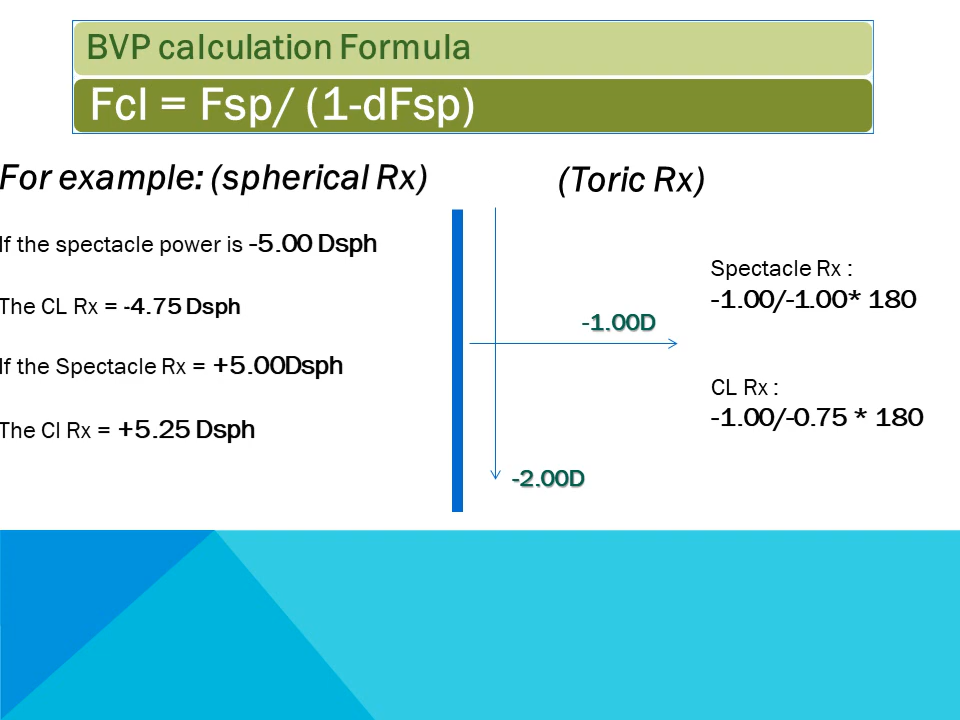 BVP calculation Formula
Fcl = Fsp/ (1-dFsp)
For example: (spherical Rx)
If the spectacle power is -5.00 Dsph
The CL Rx = -4.75 Dsph
If the Spectacle Rx = +5.00Dsph
The Cl Rx = +5.25 Dsph
(Toric Rx)
-1.00D
-2.00D
Spectacle Rx :
-1.00/-1.00* 180
CL Rx :
-1.00/-0.75 * 180